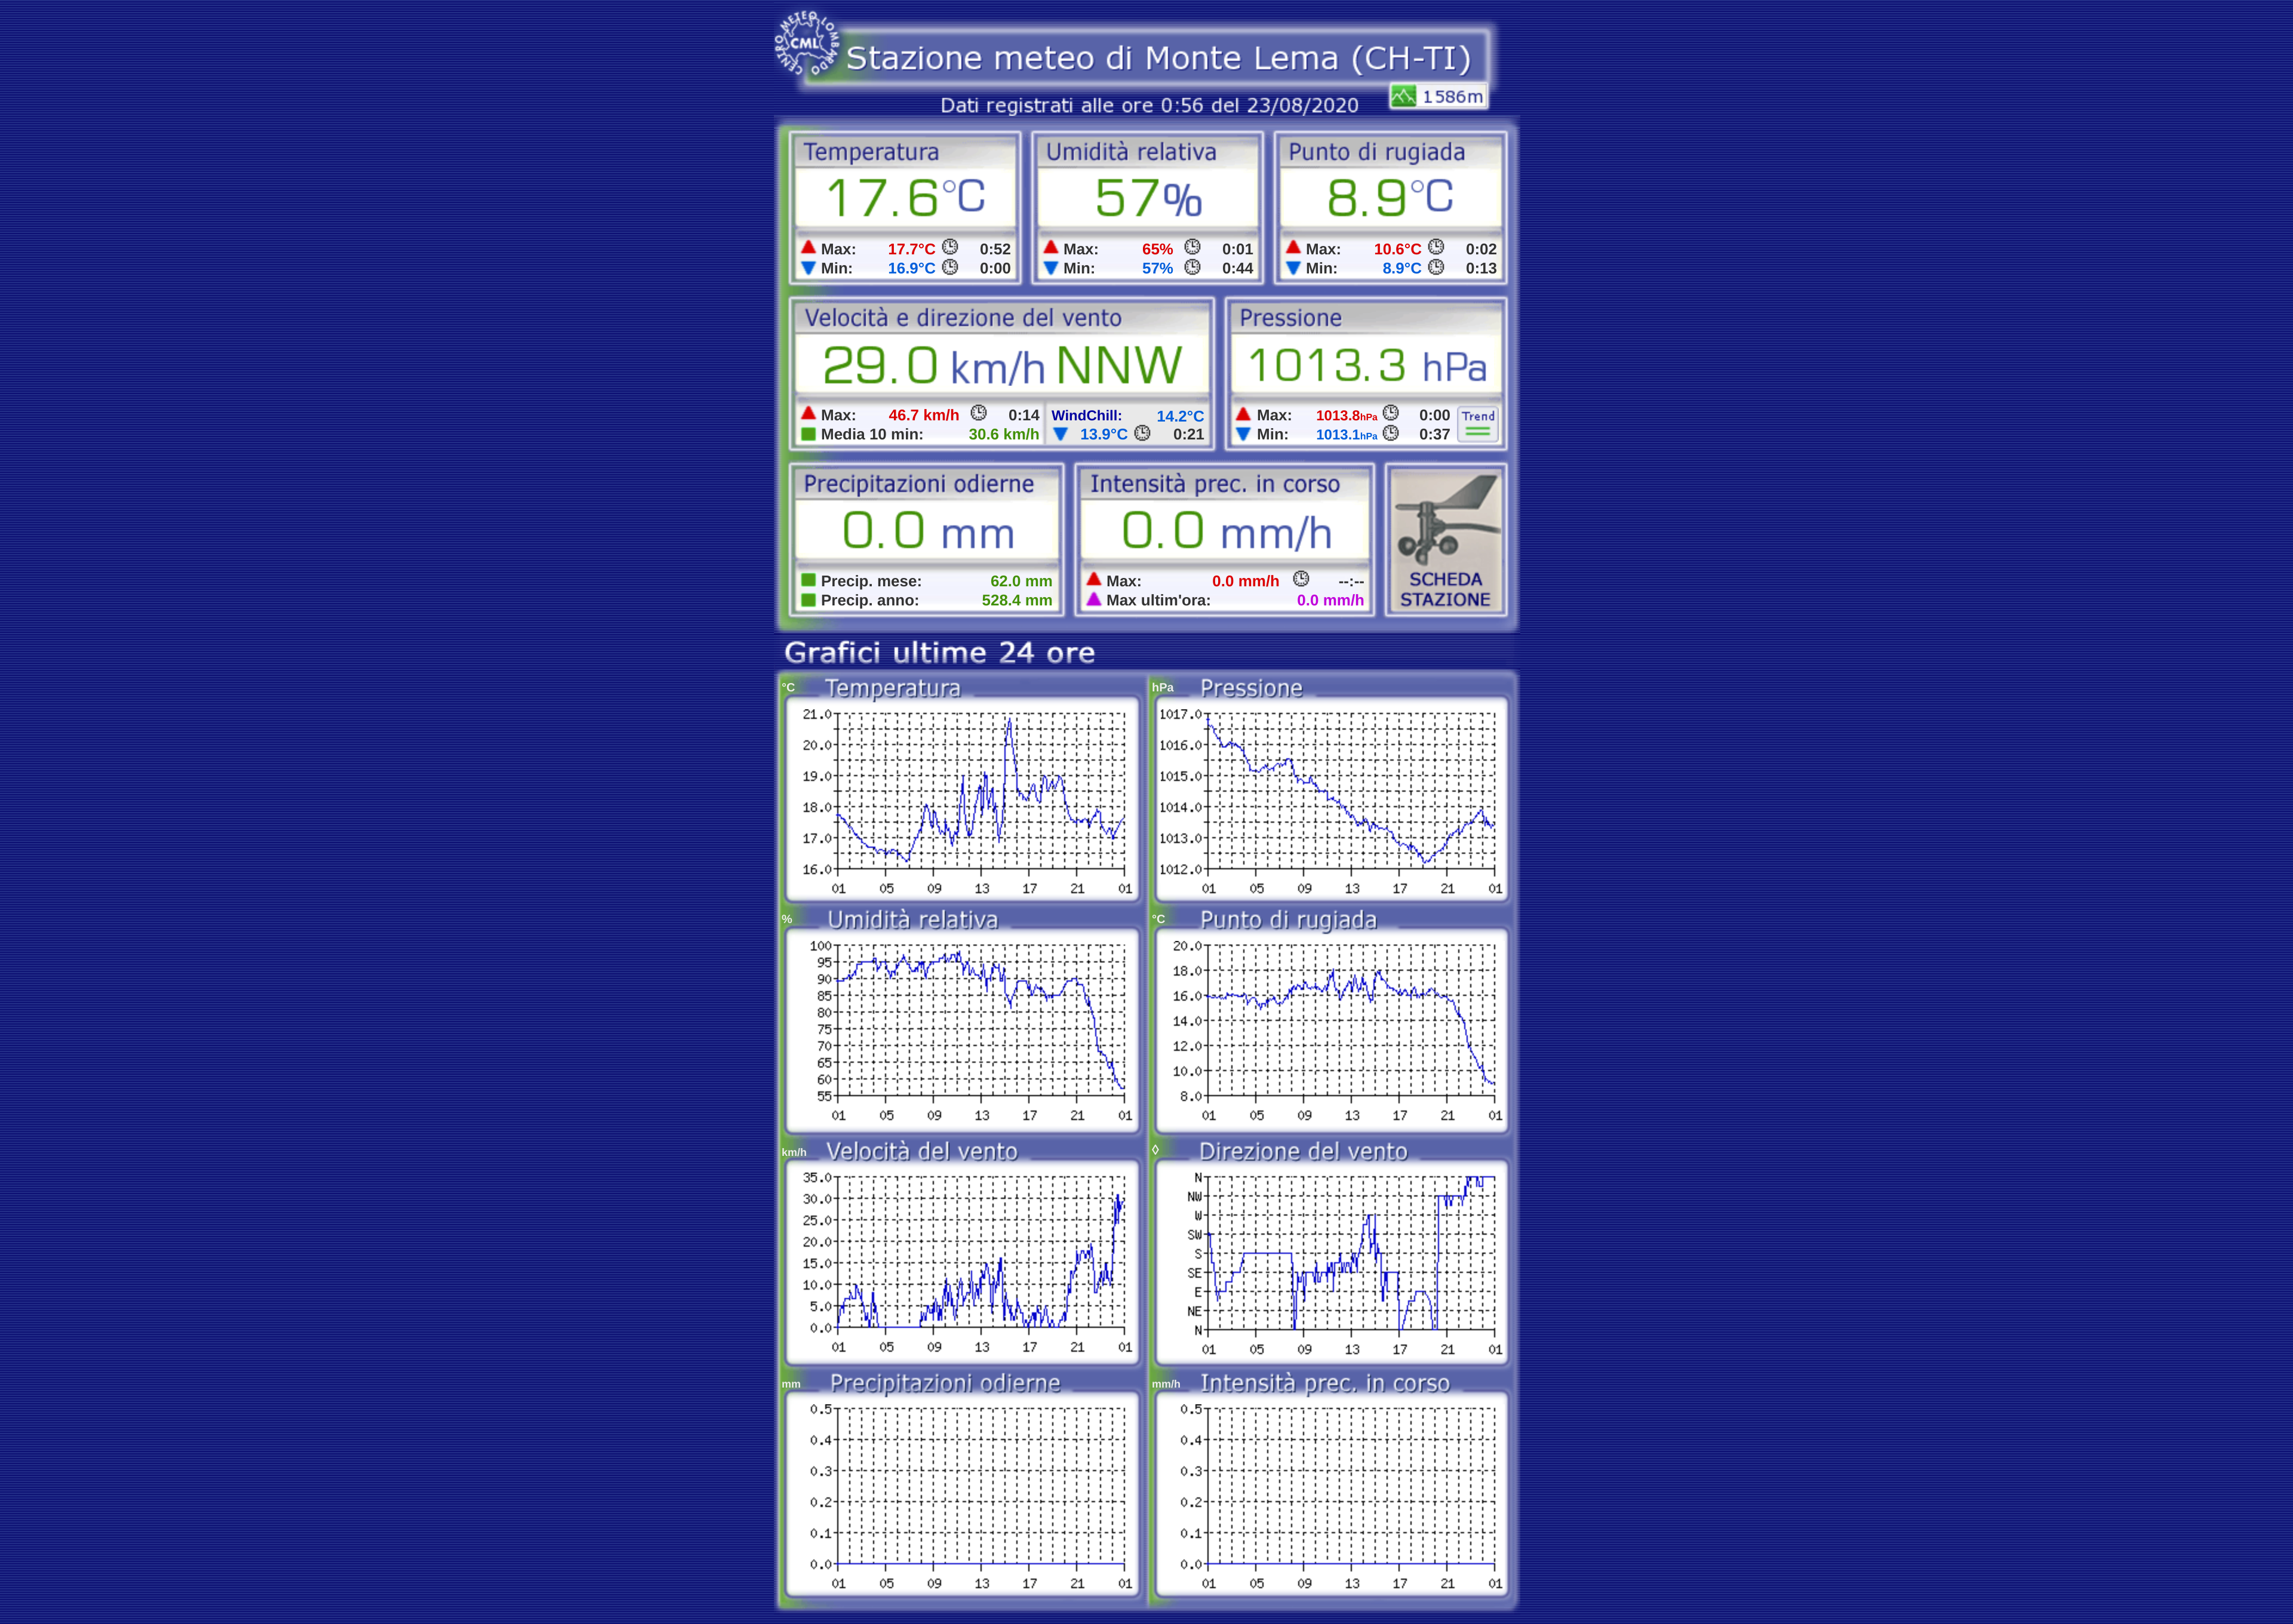 CENTRO METEO LOMBARDO
CML
Stazione meteo di Monte Lema (CH-TI)
1586m
Dati registrati alle ore 0:56 del 23/08/2020
Temperatura
17.6°C
Max: 17.7°C 0:52
Min: 16.9°C 0:00
Umidità relativa
57%
Max: 65% 0:01
Min: 57% 0:44
Punto di rugiada
8.9°C
Max: 10.6°C 0:02
Min: 8.9°C 0:13
Velocità e direzione del vento
29.0 km/h NNW
Max: 46.7 km/h 0:14
Media 10 min: 30.6 km/h
WindChill: 14.2°C
13.9°C 0:21
Pressione
1013.3 hPa
Max: 1013.8hPa 0:00
Min: 1013.1hPa 0:37
Trend
Precipitazioni odierne
0.0 mm
Precip. mese: 62.0 mm
Precip. anno: 528.4 mm
Intensità prec. in corso
0.0 mm/h
Max: 0.0 mm/h --:--
Max ultim'ora: 0.0 mm/h
SCHEDA
STAZIONE
Grafici ultime 24 ore
°C Temperatura
21.0
20.0
19.0
18.0
17.0
16.0
01 05 09 13 17 21 01
hPa Pressione
1017.0
1016.0
1015.0
1014.0
1013.0
1012.0
01 05 09 13 17 21 01
% Umidità relativa
100
95
90
85
80
75
70
65
60
55
01 05 09 13 17 21 01
°C Punto di rugiada
20.0
18.0
16.0
14.0
12.0
10.0
8.0
01 05 09 13 17 21 01
km/h Velocità del vento
35.0
30.0
25.0
20.0
15.0
10.0
5.0
0.0
01 05 09 13 17 21 01
◊ Direzione del vento
N
NW
W
SW
S
SE
E
NE
N
01 05 09 13 17 21 01
mm Precipitazioni odierne
0.5
0.4
0.3
0.2
0.1
0.0
01 05 09 13 17 21 01
mm/h Intensità prec. in corso
0.5
0.4
0.3
0.2
0.1
0.0
01 05 09 13 17 21 01